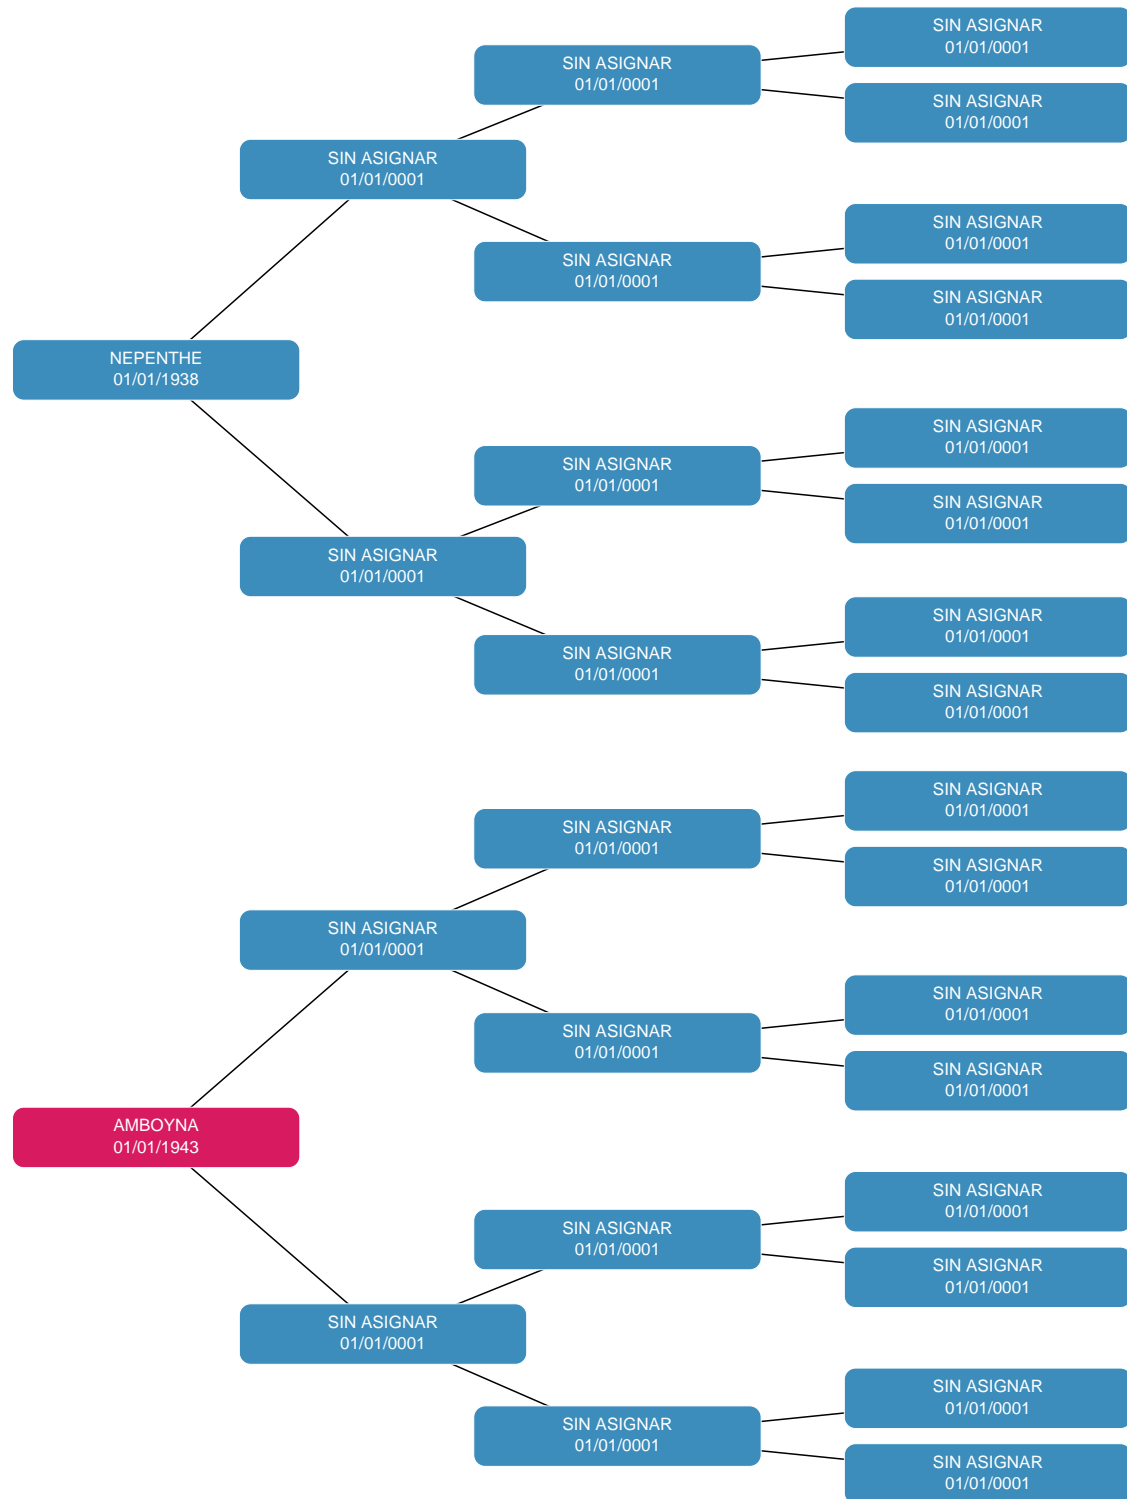 SIN ASIGNAR
01/01/0001
SIN ASIGNAR
01/01/0001
SIN ASIGNAR
01/01/0001
SIN ASIGNAR
01/01/0001
SIN ASIGNAR
01/01/0001
SIN ASIGNAR
01/01/0001
SIN ASIGNAR
01/01/0001
NEPENTHE
01/01/1938
SIN ASIGNAR
01/01/0001
SIN ASIGNAR
01/01/0001
SIN ASIGNAR
01/01/0001
SIN ASIGNAR
01/01/0001
SIN ASIGNAR
01/01/0001
SIN ASIGNAR
01/01/0001
SIN ASIGNAR
01/01/0001
SIN ASIGNAR
01/01/0001
SIN ASIGNAR
01/01/0001
SIN ASIGNAR
01/01/0001
SIN ASIGNAR
01/01/0001
SIN ASIGNAR
01/01/0001
SIN ASIGNAR
01/01/0001
SIN ASIGNAR
01/01/0001
AMBOYNA
01/01/1943
SIN ASIGNAR
01/01/0001
SIN ASIGNAR
01/01/0001
SIN ASIGNAR
01/01/0001
SIN ASIGNAR
01/01/0001
SIN ASIGNAR
01/01/0001
SIN ASIGNAR
01/01/0001
SIN ASIGNAR
01/01/0001